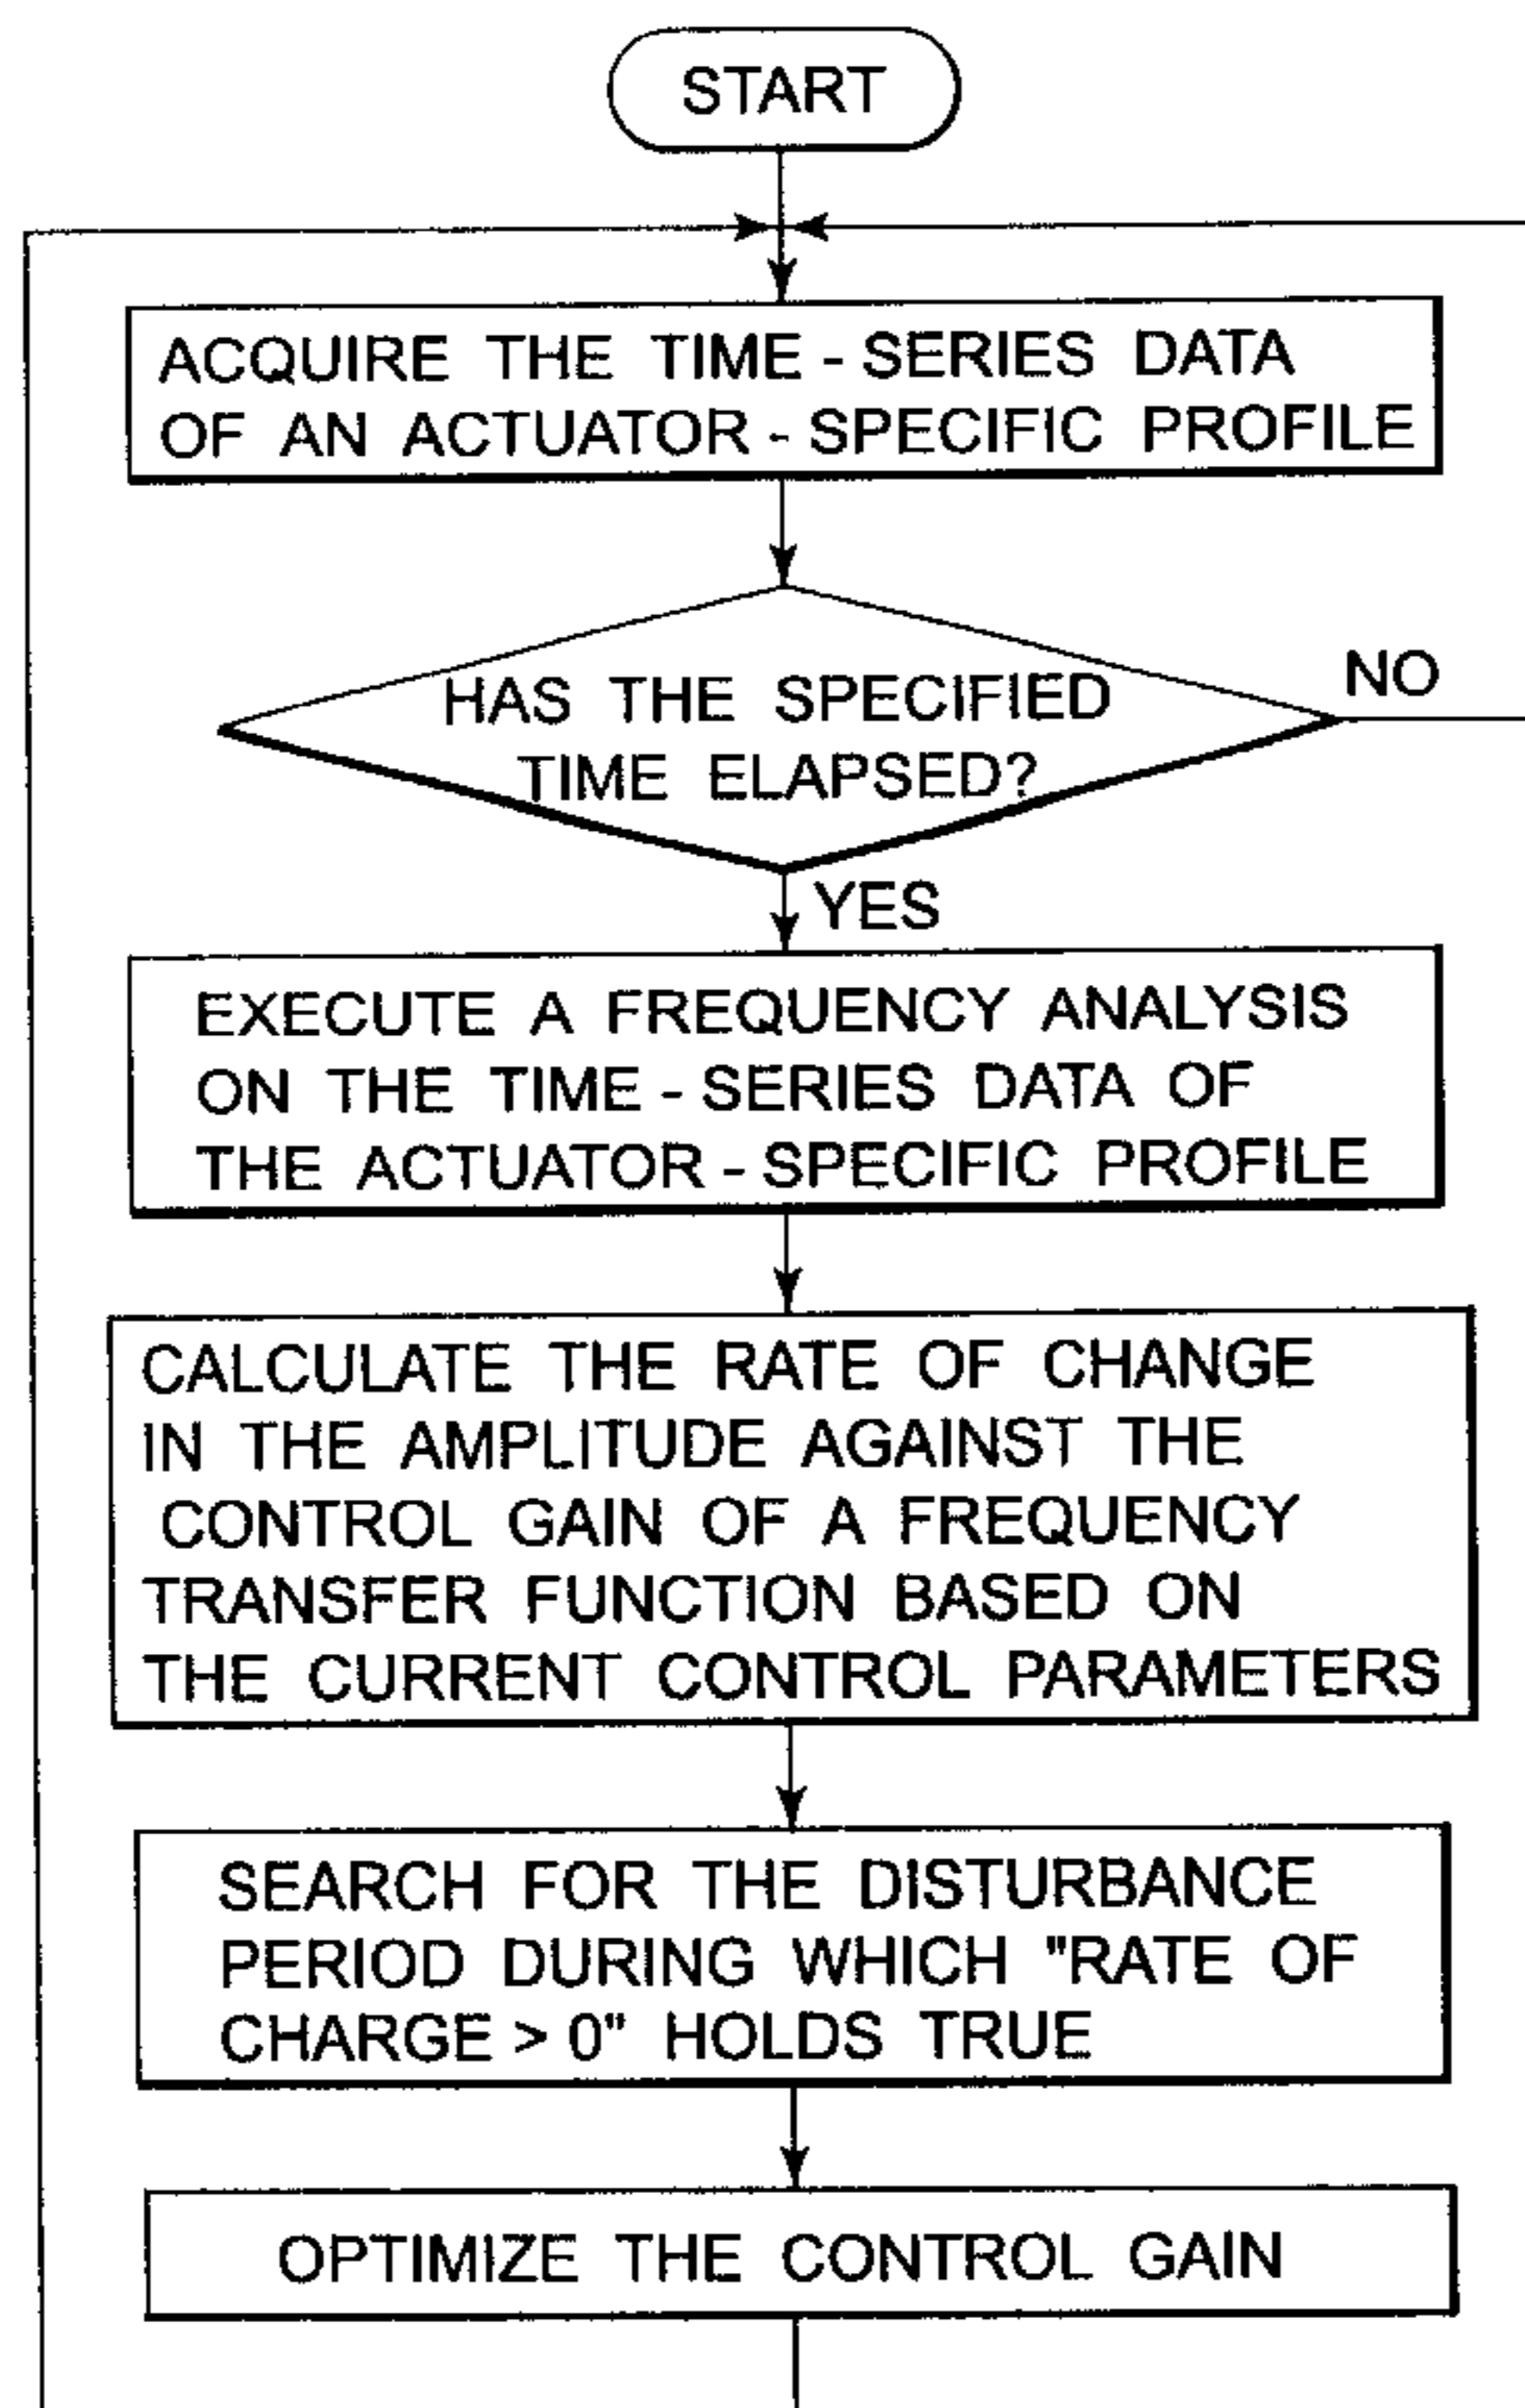 START
ACQUIRE THE TIME - SERIES DATA
OF AN ACTUATOR - SPECIFIC PROFILE
HAS THE SPECIFIED
TIME ELAPSED?
NO
YES
EXECUTE A FREQUENCY ANALYSIS
ON THE TIME - SERIES DATA OF
THE ACTUATOR - SPECIFIC PROFILE
CALCULATE THE RATE OF CHANGE
IN THE AMPLITUDE AGAINST THE
CONTROL GAIN OF A FREQUENCY
TRANSFER FUNCTION BASED ON
THE CURRENT CONTROL PARAMETERS
SEARCH FOR THE DISTURBANCE
PERIOD DURING WHICH "RATE OF
CHARGE > 0" HOLDS TRUE
OPTIMIZE THE CONTROL GAIN